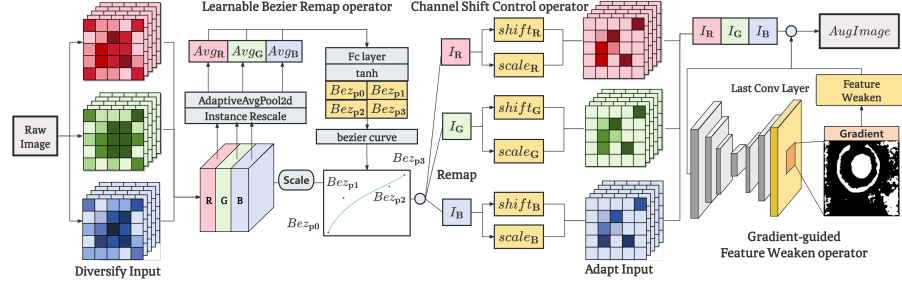 Learnable Bezier Remap operator
Channel Shift Control operator
Raw
Image
Diversify Input
Avg_R Avg_G Avg_B
AdaptiveAvgPool2d
Instance Rescale
R G B
Scale
Fc layer
tanh
Bez_p0 Bez_p1
Bez_p2 Bez_p3
bezier curve
Bez_p3
Bez_p1
Bez_p2
Bez_p0
Remap
I_R
shift_R
scale_R
I_G
shift_G
scale_G
I_B
shift_B
scale_B
Adapt Input
I_R I_G I_B
AugImage
Last Conv Layer
Feature
Weaken
Gradient
Gradient-guided
Feature Weaken operator